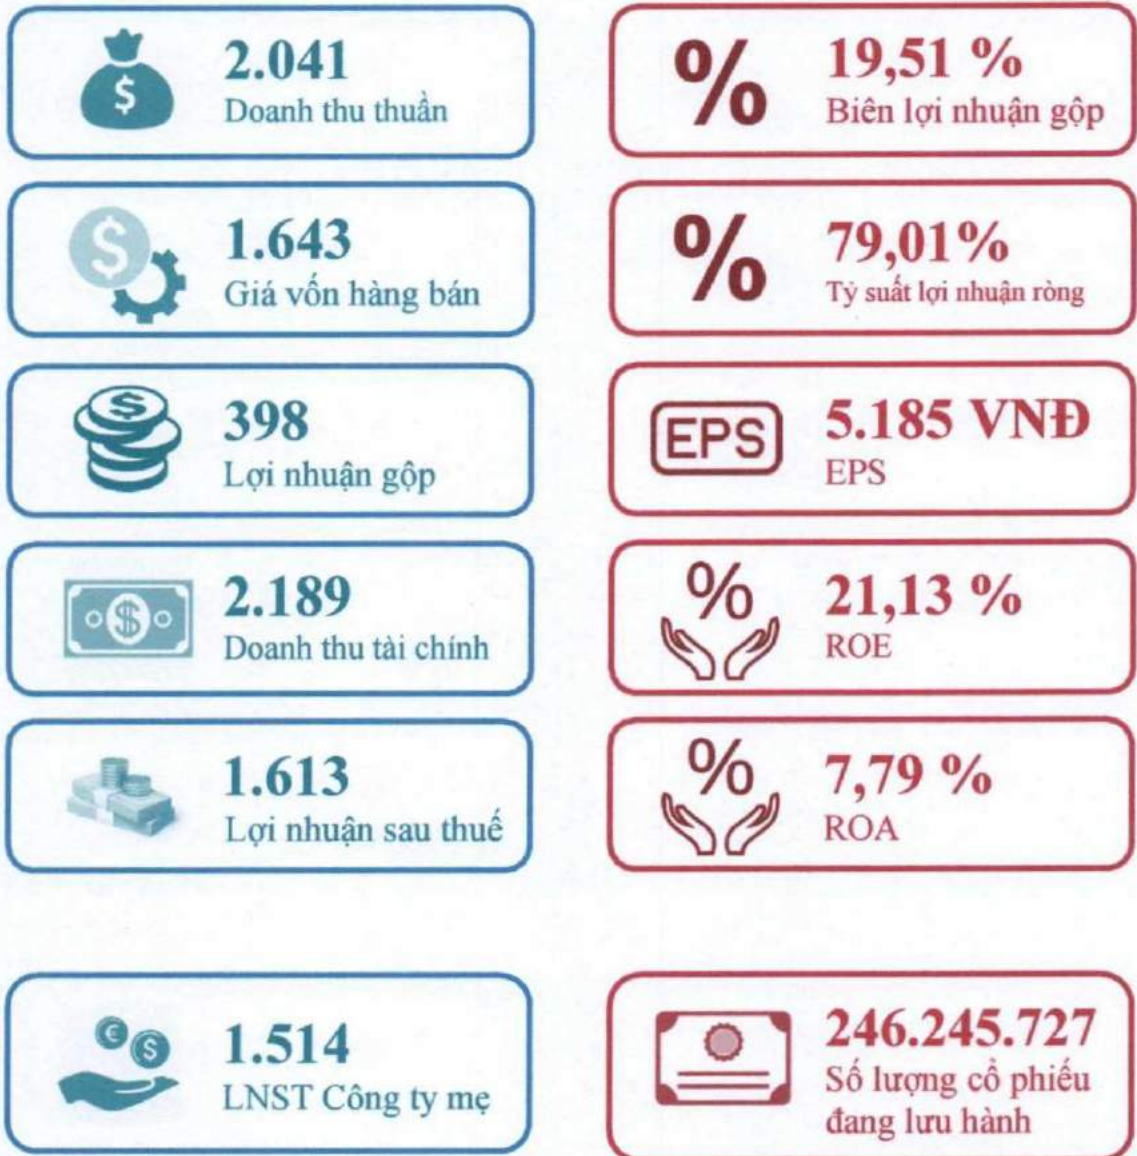 2.041
Doanh thu thuần
1.643
Giá vốn hàng bán
398
Lợi nhuận gộp
2.189
Doanh thu tài chính
1.613
Lợi nhuận sau thuế
1.514
LNST Công ty mẹ
%
19,51 %
Biên lợi nhuận gộp
%
79,01%
Tỷ suất lợi nhuận ròng
EPS
5.185 VNĐ
EPS
%
21,13 %
ROE
%
7,79 %
ROA
246.245.727
Số lượng cổ phiếu
đang lưu hành